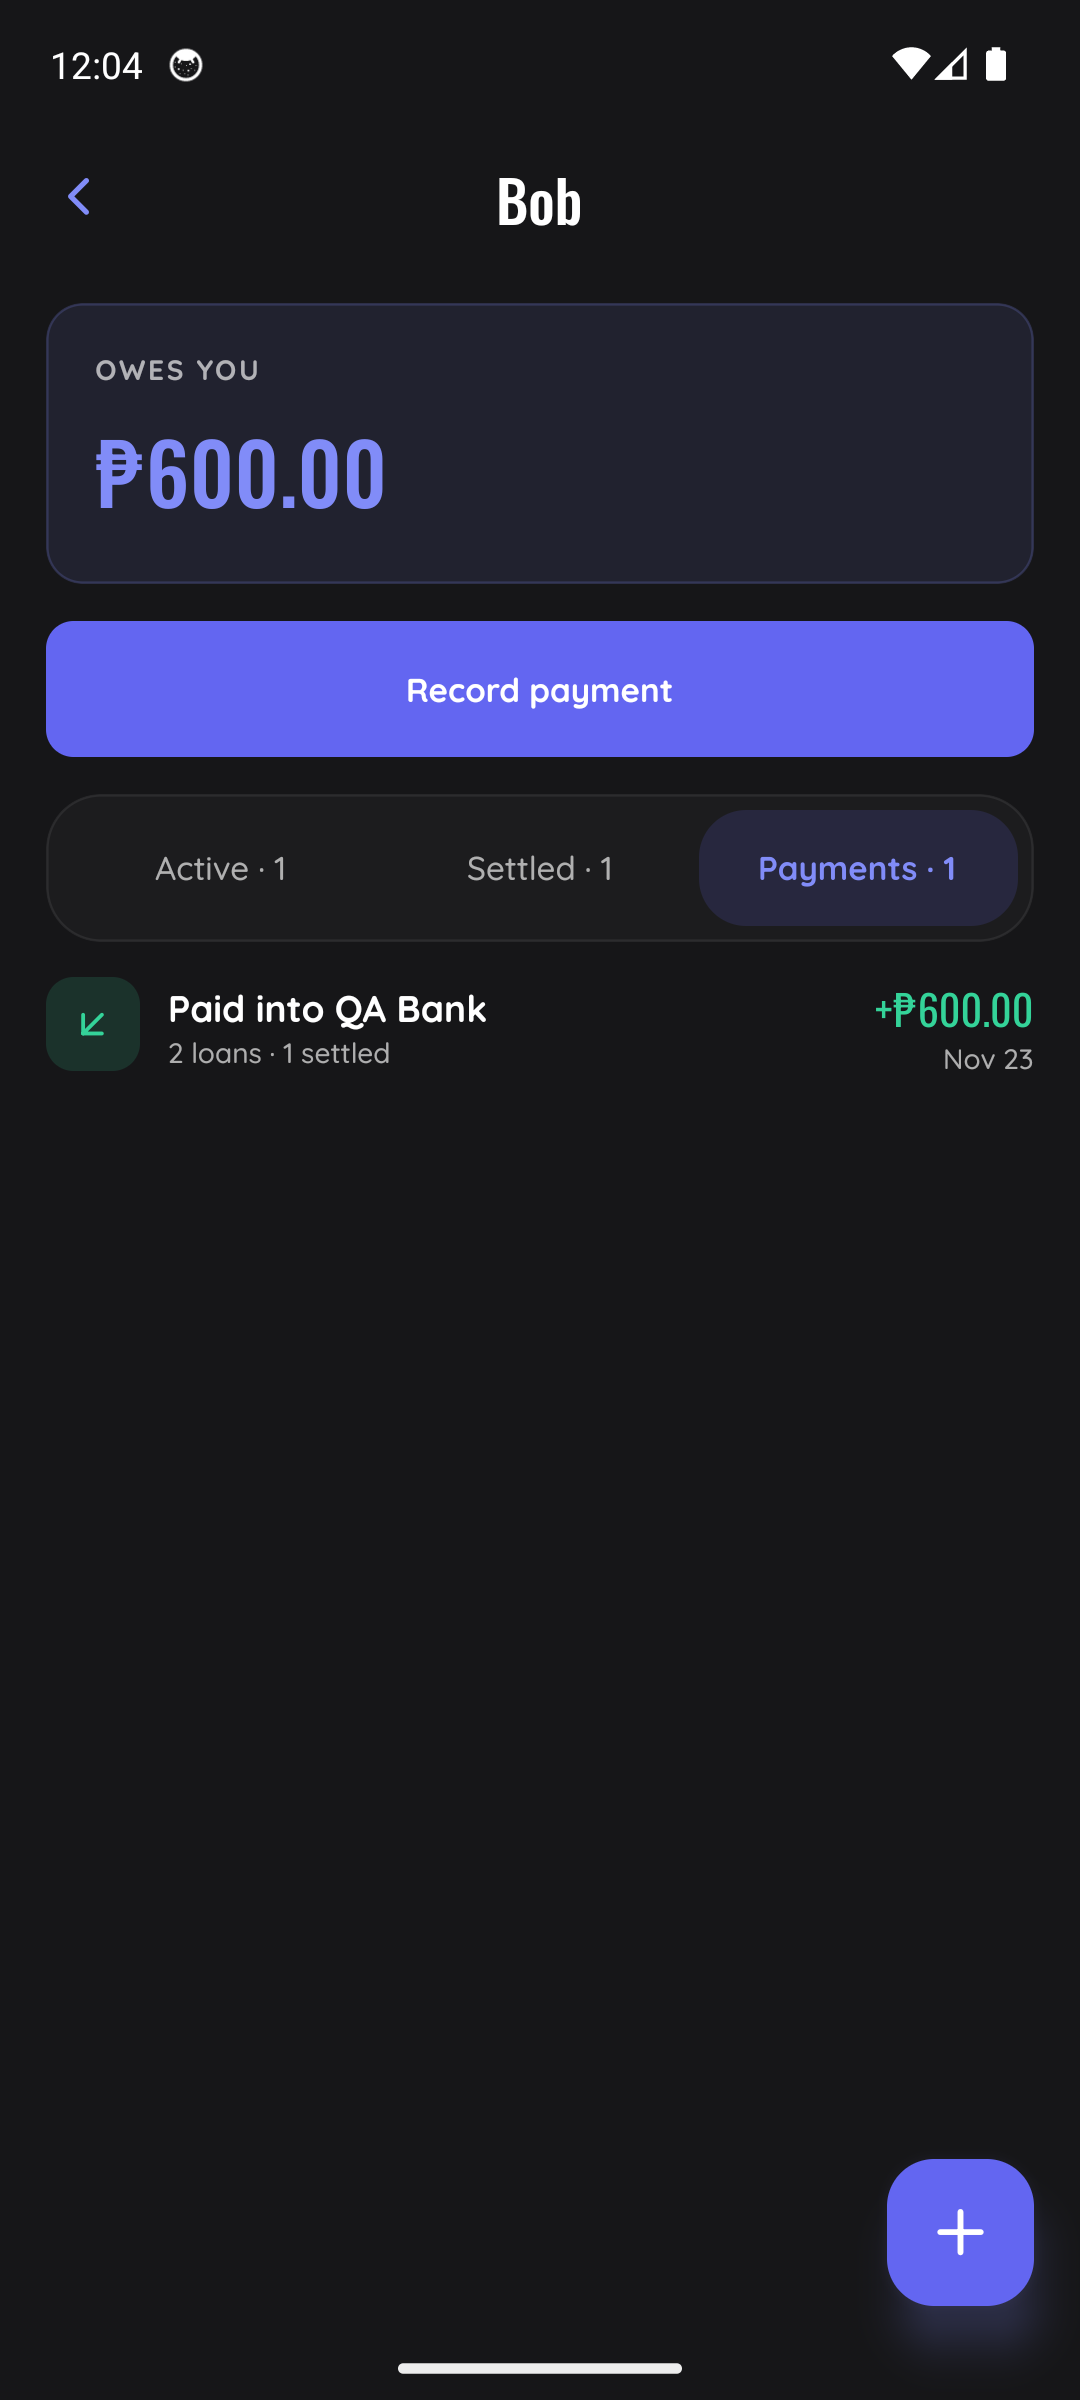 12:04
Bob
OWES YOU
₱600.00
Record payment
Active · 1
Settled · 1
Payments · 1
Paid into QA Bank
+₱600.00
2 loans · 1 settled
Nov 23